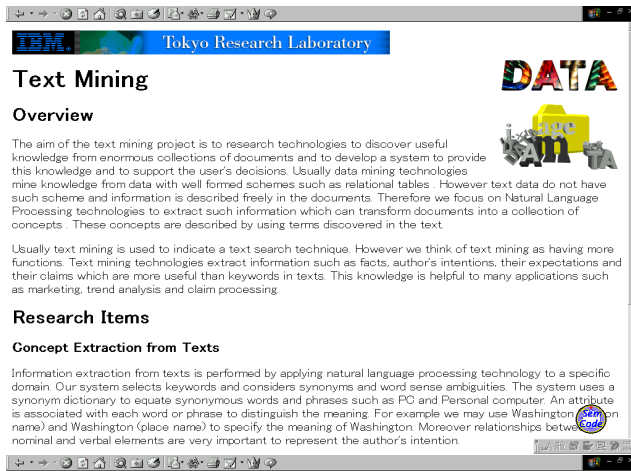 IBM. Tokyo Research Laboratory
DATA
Text Mining
Overview
The aim of the text mining project is to research technologies to discover useful
knowledge from enormous collections of documents and to develop a system to provide
this knowledge and to support the user's decisions. Usually data mining technologies
mine knowledge from data with well formed schemes such as relational tables . However text data do not have
such scheme and information is described freely in the documents. Therefore we focus on Natural Language
Processing technologies to extract such information which can transform documents into a collection of
concepts . These concepts are described by using terms discovered in the text.
Usually text mining is used to indicate a text search technique. However we think of text mining as having more
functions. Text mining technologies extract information such as facts, author's intentions, their expectations and
their claims which are more useful than keywords in texts. This knowledge is helpful to many applications such
as marketing, trend analysis and claim processing.
Research Items
Concept Extraction from Texts
Information extraction from texts is performed by applying natural language processing technology to a specific
domain. Our system selects keywords and considers synonyms and word sense ambiguities. The system uses a
synonym dictionary to equate synonymous words and phrases such as PC and Personal computer. An attribute
is associated with each word or phrase to distinguish the meaning. For example we may use Washington
name) and Washington (place name) to specify the meaning of Washington. Moreover relationships
nominal and verbal elements are very important to represent the author's intention.
Sem
Code